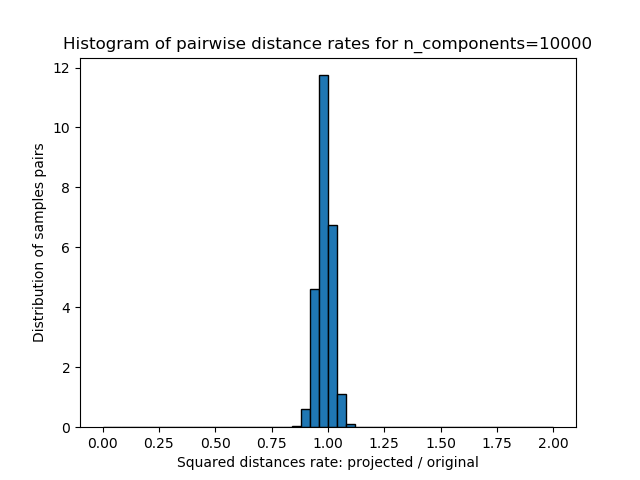 Histogram of pairwise distance rates for n_components=10000
12
10
8
6
4
2
0
Distribution of samples pairs
0.00 0.25 0.50 0.75 1.00 1.25 1.50 1.75 2.00
Squared distances rate: projected / original